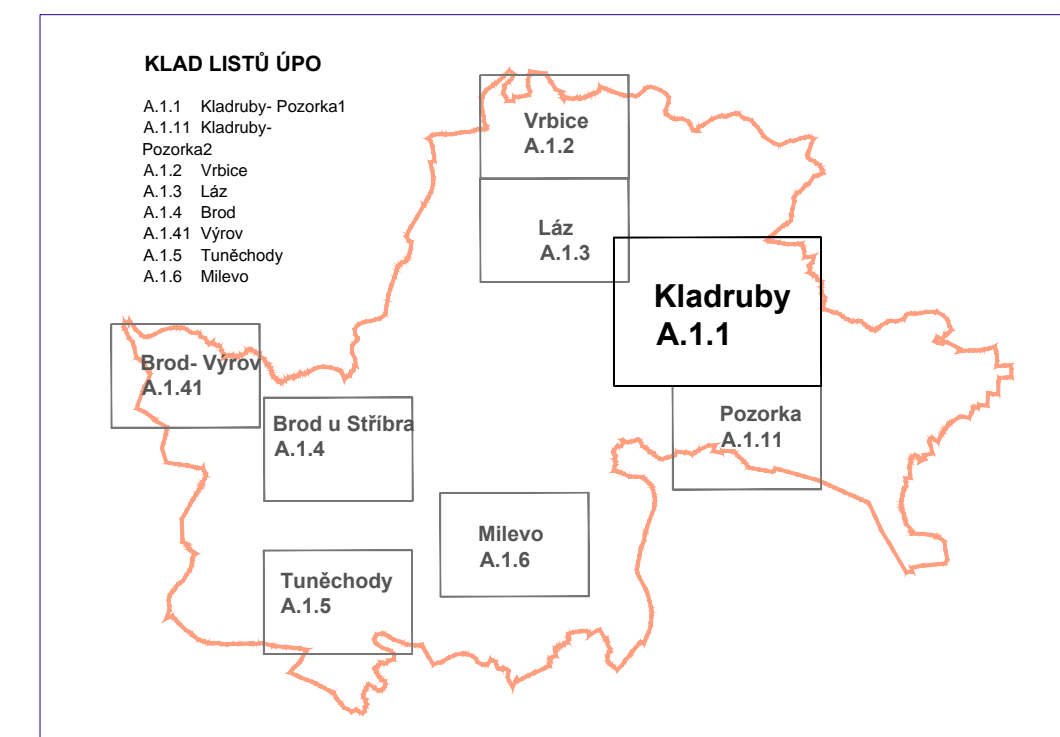 KLAD LISTŮ ÚPO
A.1.1 Kladruby- Pozorka1
A.1.11 Kladruby-
Pozorka2
A.1.2 Vrbice
A.1.3 Láz
A.1.4 Brod
A.1.41 Výrov
A.1.5 Tuněchody
A.1.6 Milevo
Vrbice
A.1.2
Láz
A.1.3
Kladruby
A.1.1
Brod- Výrov
A.1.41
Brod u Stříbra
A.1.4
Pozorka
A.1.11
Milevo
A.1.6
Tuněchody
A.1.5